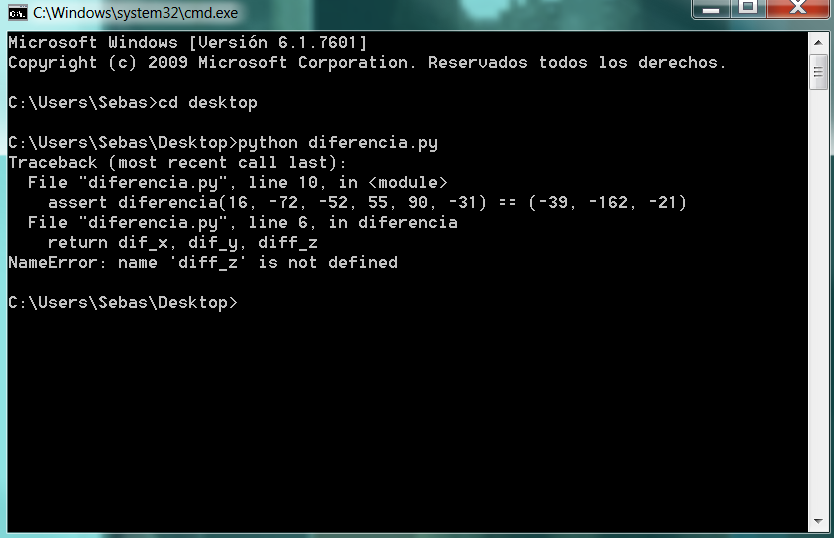 C:\Windows\system32\cmd.exe
Microsoft Windows [Versión 6.1.7601]
Copyright (c) 2009 Microsoft Corporation. Reservados todos los derechos.
C:\Users\Sebas>cd desktop
C:\Users\Sebas\Desktop>python diferencia.py
Traceback (most recent call last):
  File "diferencia.py", line 10, in <module>
    assert diferencia(16, -72, -52, 55, 90, -31) == (-39, -162, -21)
  File "diferencia.py", line 6, in diferencia
    return dif_x, dif_y, diff_z
NameError: name 'diff_z' is not defined
C:\Users\Sebas\Desktop>